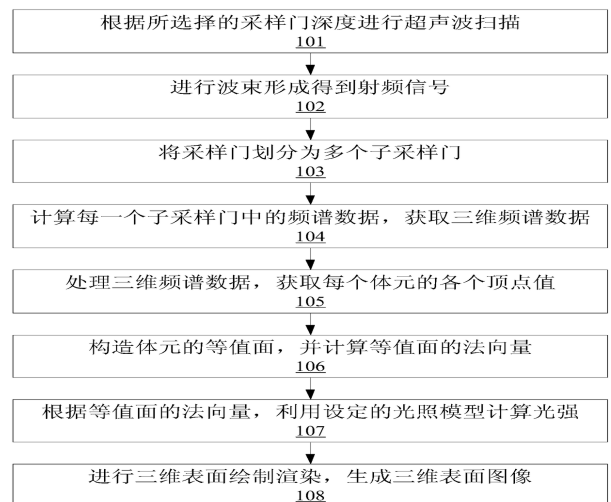 根据所选择的采样门深度进行超声波扫描
101
进行波束形成得到射频信号
102
将采样门划分为多个子采样门
103
计算每一个子采样门中的频谱数据，获取三维频谱数据
104
处理三维频谱数据，获取每个体元的各个顶点值
105
构造体元的等值面，并计算等值面的法向量
106
根据等值面的法向量，利用设定的光照模型计算光强
107
进行三维表面绘制渲染，生成三维表面图像
108